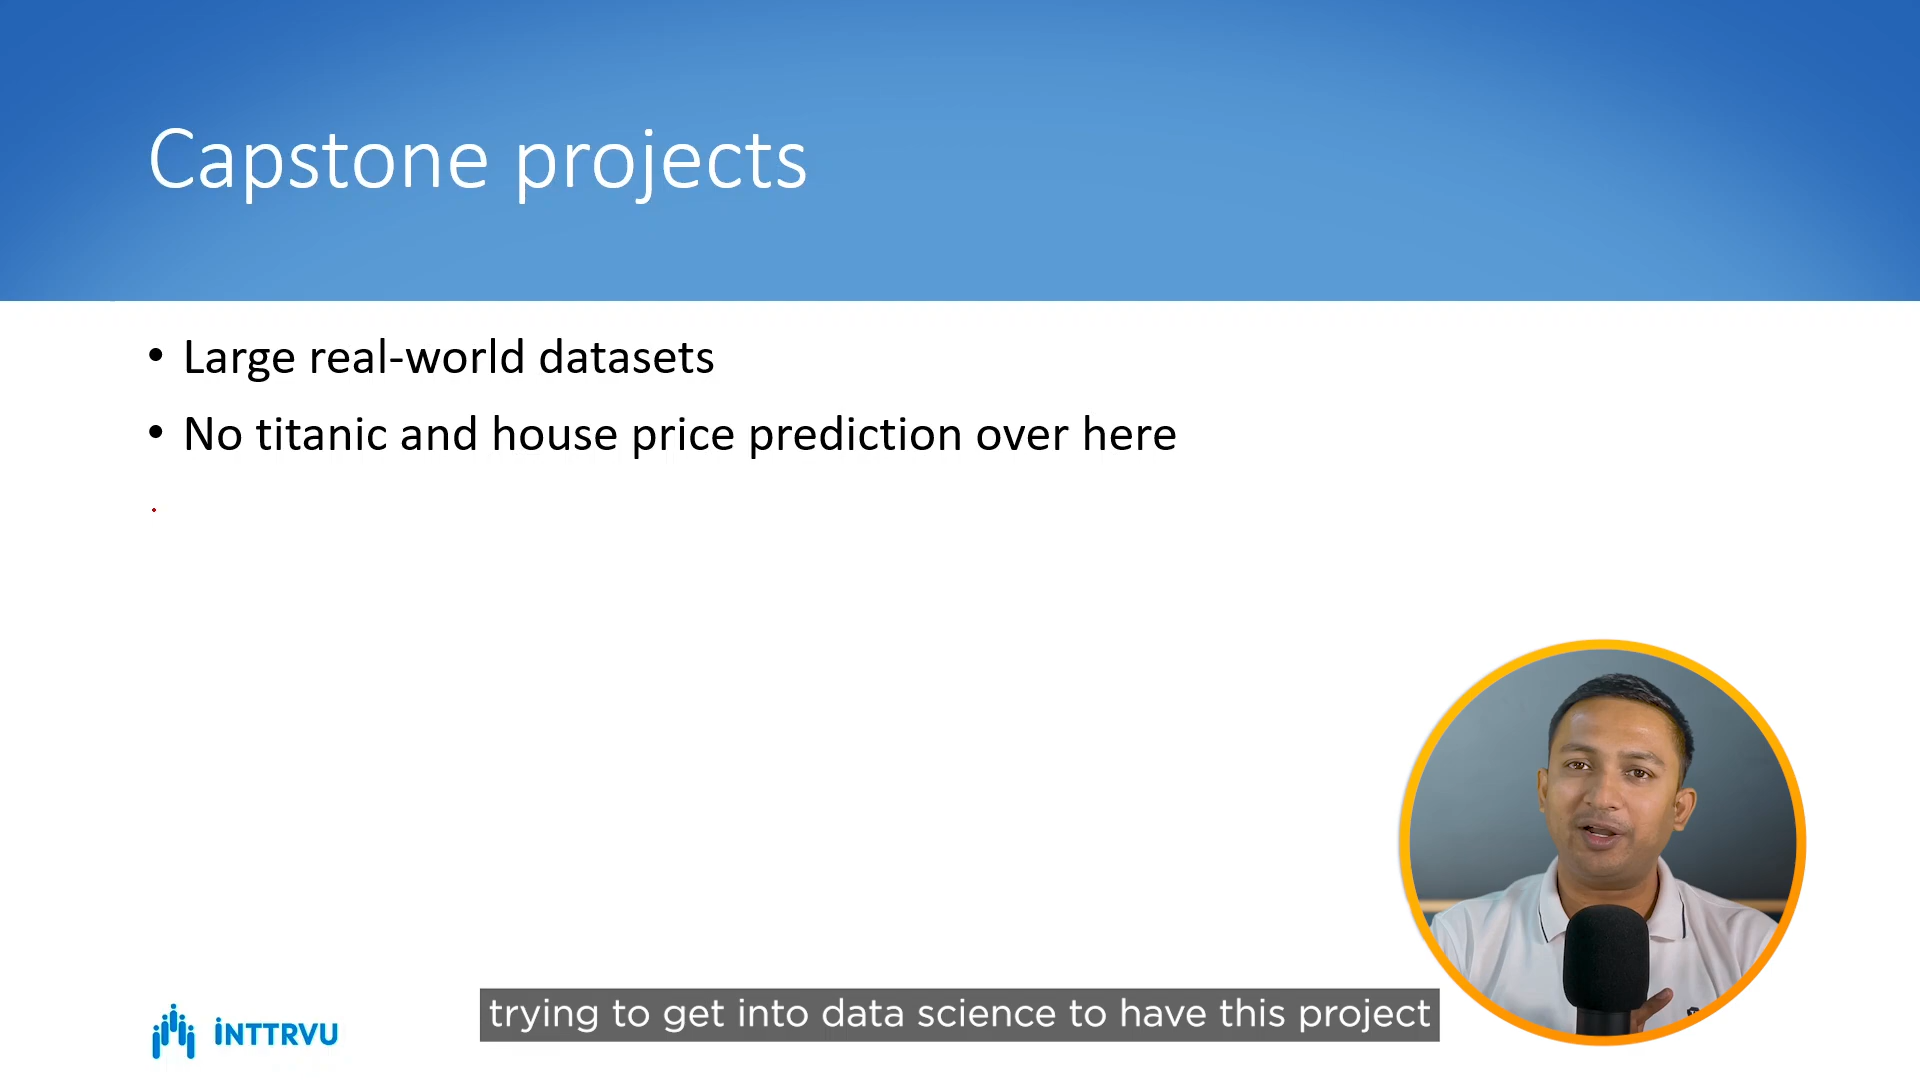 Capstone projects
• Large real-world datasets
• No titanic and house price prediction over here
trying to get into data science to have this project
INTTRVU